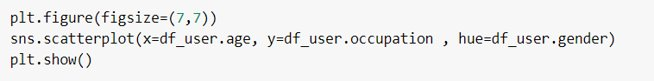 plt.figure(figsize=(7,7))
sns.scatterplot(x=df_user.age, y=df_user.occupation , hue=df_user.gender)
plt.show()